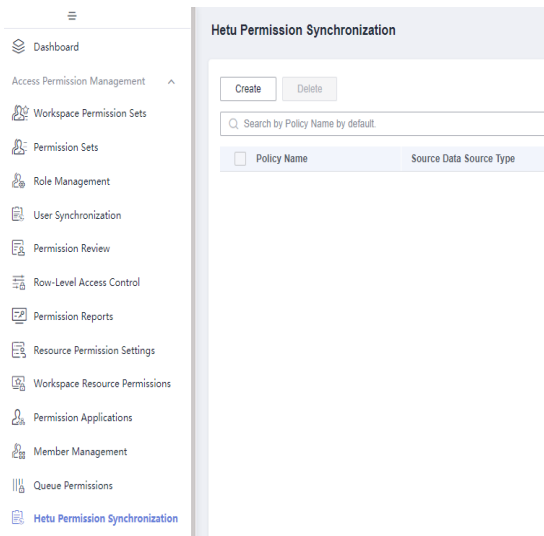 Dashboard
Access Permission Management
Workspace Permission Sets
Permission Sets
Role Management
User Synchronization
Permission Review
Row-Level Access Control
Permission Reports
Resource Permission Settings
Workspace Resource Permissions
Permission Applications
Member Management
Queue Permissions
Hetu Permission Synchronization
Hetu Permission Synchronization
Create Delete
Search by Policy Name by default.
Policy Name Source Data Source Type